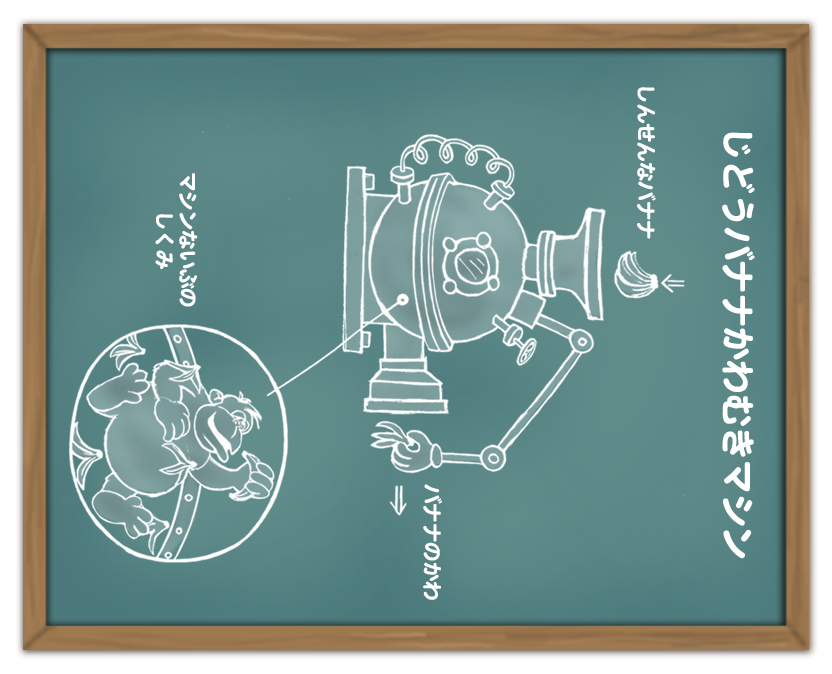 じどうバナナかわむきマシン
しんせんなバナナ
バナナのかわ
マシンないぶの
しくみ